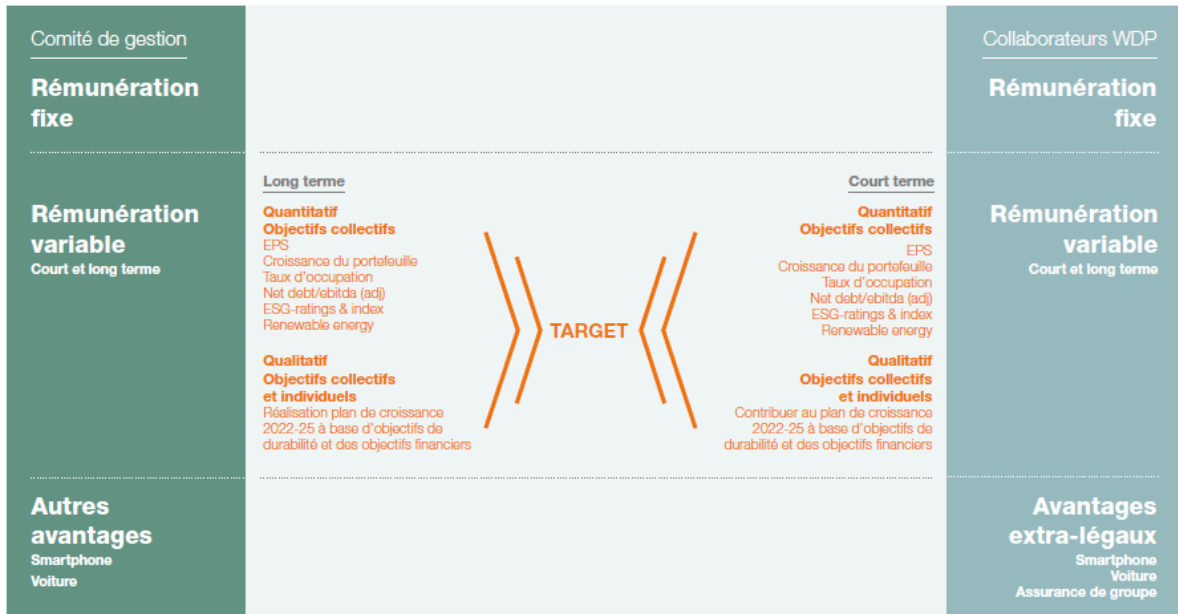 Comité de gestion
Rémunération
fixe
Rémunération
variable
Court et long terme
Autres
avantages
Smartphone
Voiture
Long terme
Quantitatif
Objectifs collectifs
EPS
Croissance du portefeuille
Taux d'occupation
Net debt/ebitda (adj)
ESG-ratings & index
Renewable energy
Qualitatif
Objectifs collectifs
et individuels
Réalisation plan de croissance
2022-25 à base d'objectifs de
durabilité et des objectifs financiers
TARGET
Court terme
Quantitatif
Objectifs collectifs
EPS
Croissance du portefeuille
Taux d'occupation
Net debt/ebitda (adj)
ESG-ratings & index
Renewable energy
Qualitatif
Objectifs collectifs
et individuels
Contribuer au plan de croissance
2022-25 à base d'objectifs de
durabilité et des objectifs financiers
Collaborateurs WDP
Rémunération
fixe
Rémunération
variable
Court et long terme
Avantages
extra-légaux
Smartphone
Voiture
Assurance de groupe